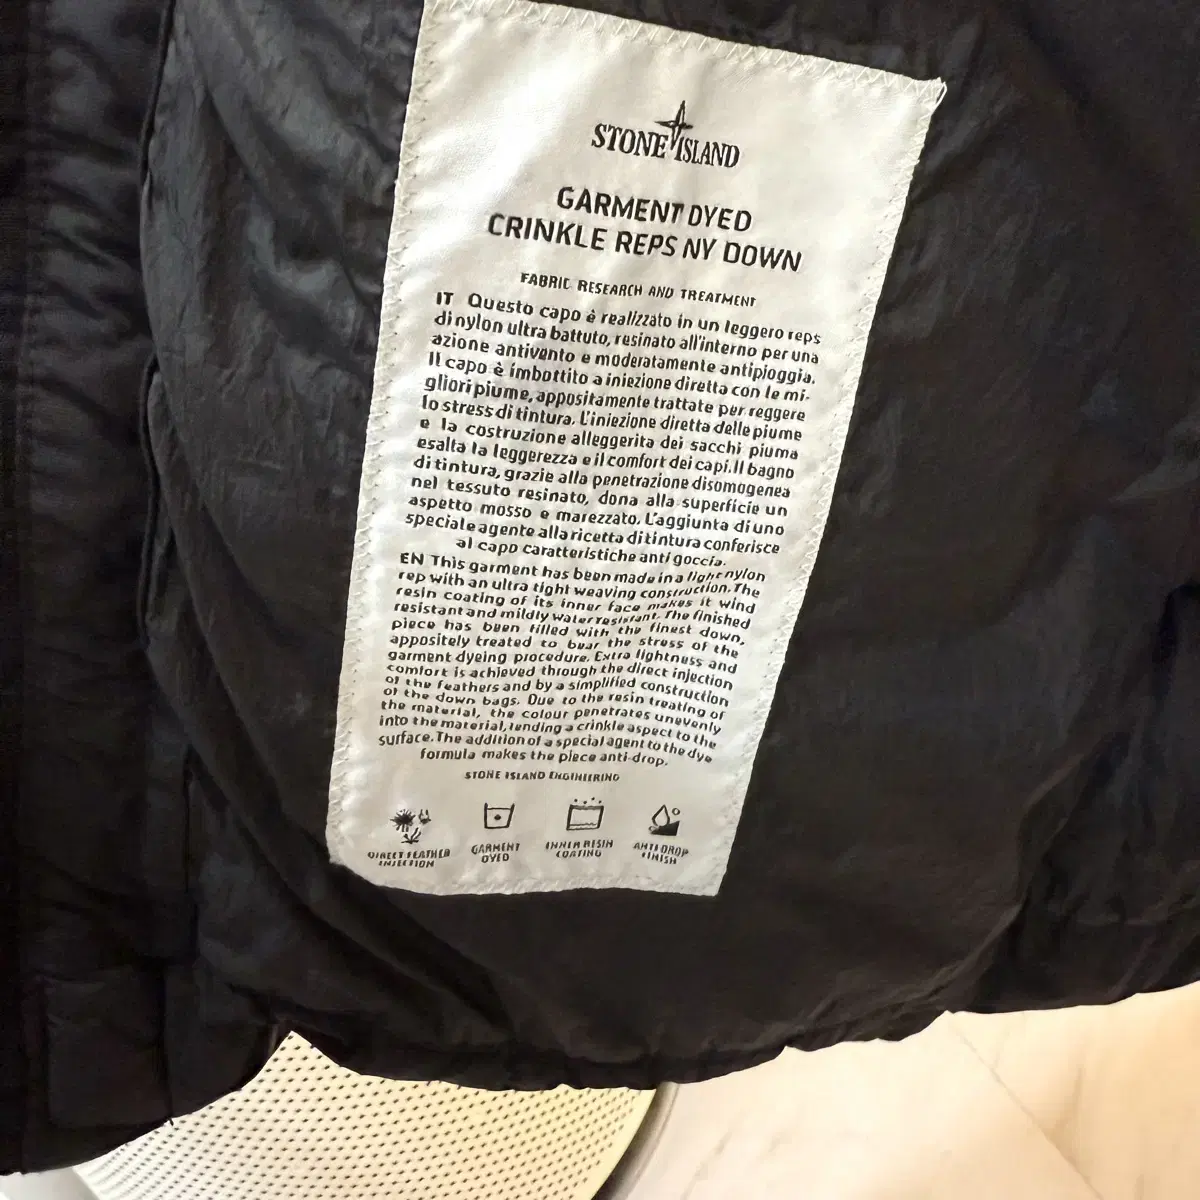 STONE ISLAND
GARMENT DYED
CRINKLE REPS NY DOWN
FABRIC RESEARCH AND TREATMENT
IT Questo capo è realizzato in un leggero reps
di nylon ultra battuto, resinato all'interno per una
azione antivento e moderatamente antipioggia.
Il capo è imbottito a iniezione diretta con le mi-
gliori piume, appositamente trattate per reggere
lo stress di tintura. L'iniezione diretta delle piume
e la costruzione alleggerita dei sacchi piuma
esalta la leggerezza e il comfort dei capi. Il bagno
di tintura, grazie alla penetrazione disomogenea
nel tessuto resinato, dona alla superficie un
aspetto mosso e marezzato. L'aggiunta di uno
speciale agente alla ricetta di tintura conferisce
al capo caratteristiche anti goccia.
EN This garment has been made in a light nylon
rep with an ultra tight weaving construction. The
resin coating of its inner face makes it wind
resistant and mildly water resistant. The finished
piece has been filled with the finest down,
appositely treated to bear the stress of the
garment dyeing procedure. Extra lightness and
comfort is achieved through the direct injection
of the feathers and by a simplified construction
of the down bags. Due to the resin treating of
the material, the colour penetrates unevenly
into the material, lending a crinkle aspect to the
surface. The addition of a special agent to the dye
formula makes the piece anti-drop.
STONE ISLAND ENGINEERING
DIRECT FEATHER
INJECTION
GARMENT
DYED
INNER RESIN
COATING
ANTI DROP
FINISH